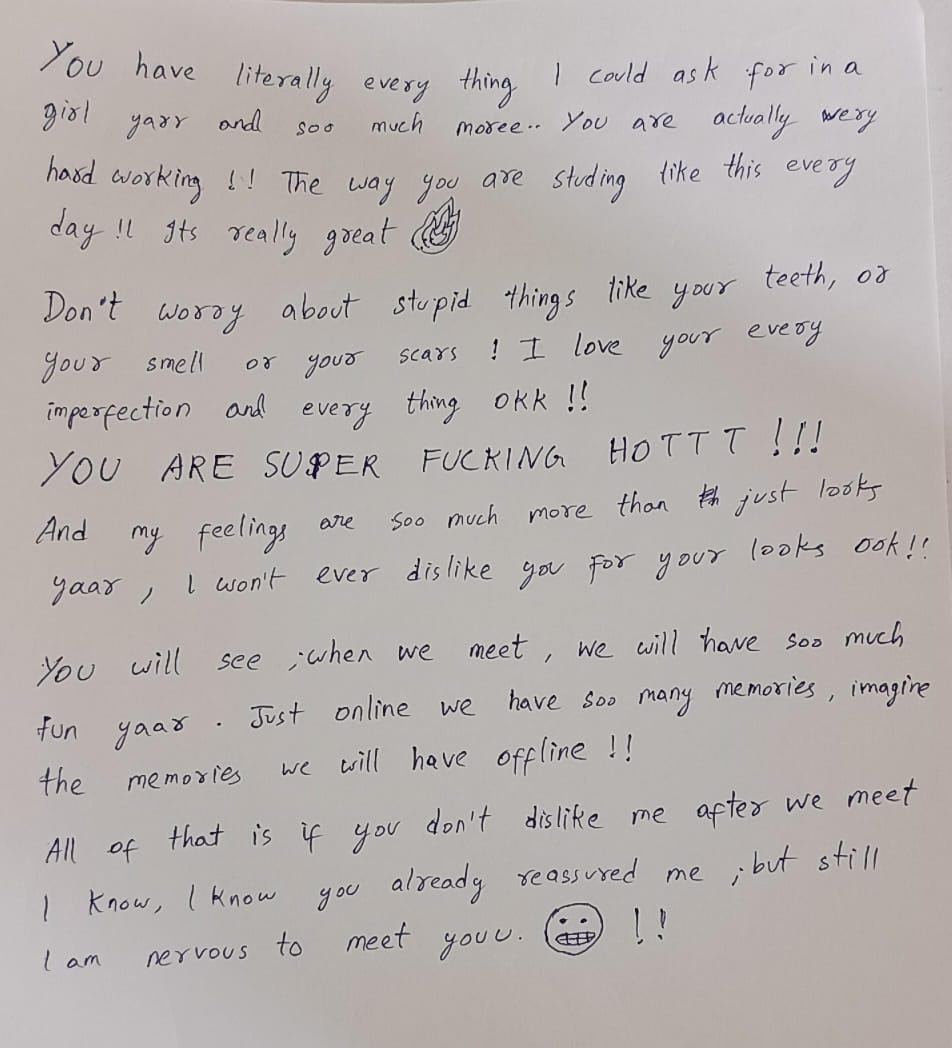 You have literally every thing I could ask for in a
girl yarr and soo much moree.. You are actually wery
hard working !! The way you are studing like this every
day !! Its really great
Don't worry about stupid things like your teeth, or
your smell or your scars ! I love your every
imperfection and every thing okk !!
YOU ARE SUPER FUCKING HOTTT !!!
And my feelings are soo much more than just looks
yaar , I won't ever dislike you for your looks ook!!
You will see ; when we meet , we will have soo much
fun yaar . Just online we have soo many memories , imagine
the memories we will have offline !!
All of that is if you don't dislike me after we meet
I know, I know you already reassured me ; but still
I am nervous to meet youu. !!